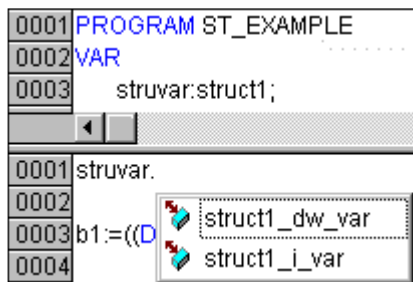 0001 PROGRAM ST_EXAMPLE
0002 VAR
0003 struvar:struct1;
0001 struvar.
0002
struct1_dw_var
0003 b1:=((D
struct1_i_var
0004